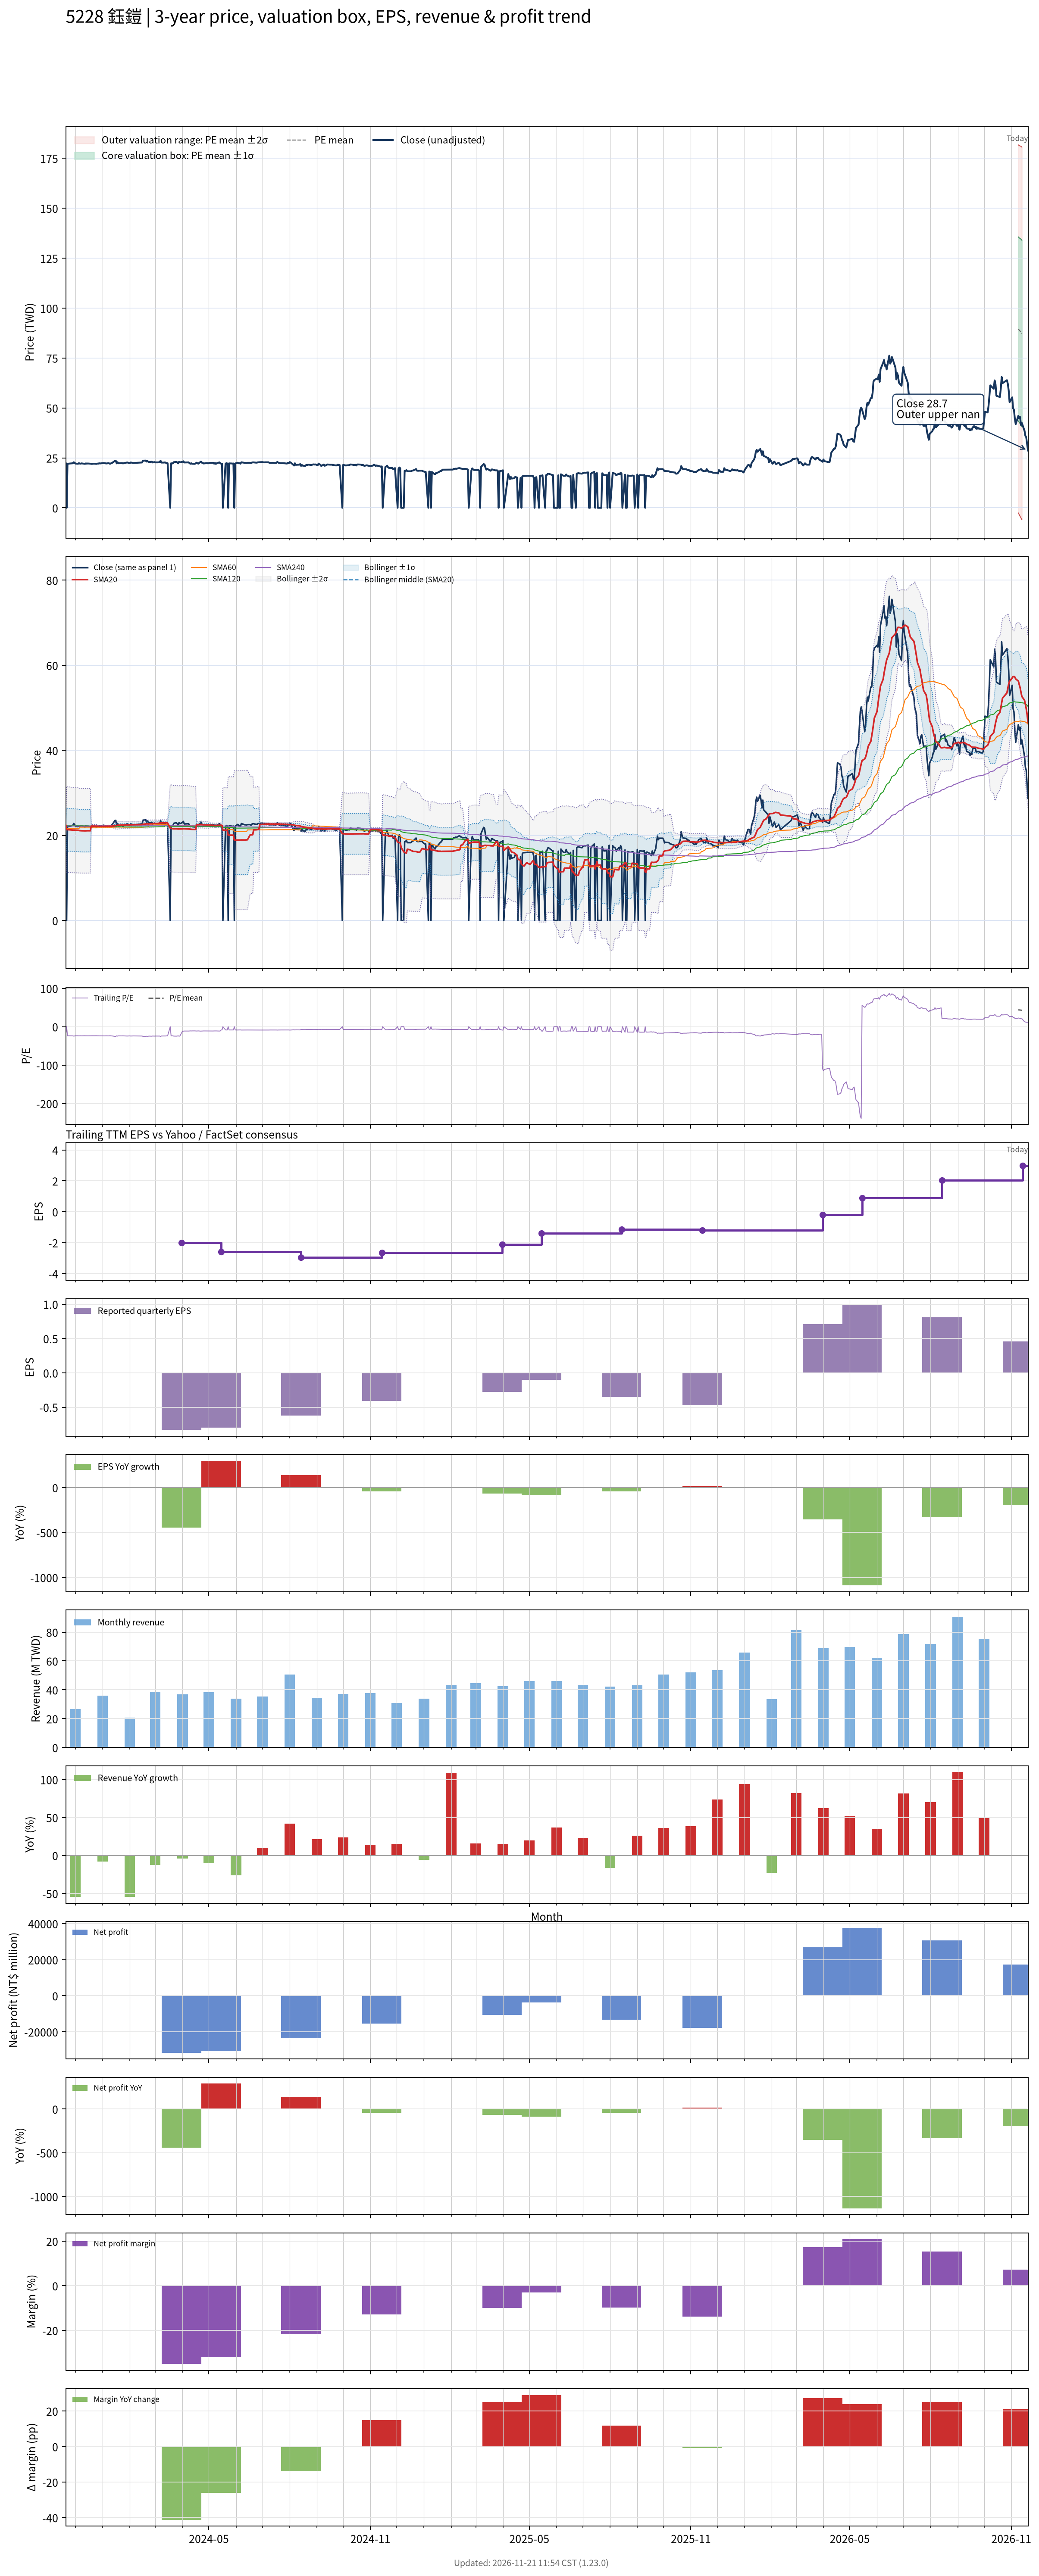 5228 鈺鎧 | 3-year price, valuation box, EPS, revenue & profit trend
Outer valuation range: PE mean ±2σ
PE mean
Close (unadjusted)
Core valuation box: PE mean ±1σ
Today
175
150
125
100
75
50
25
0
Price (TWD)
Close 28.7
Outer upper nan
Close (same as panel 1)
SMA60
SMA240
Bollinger ±1σ
SMA20
SMA120
Bollinger ±2σ
Bollinger middle (SMA20)
80
60
40
20
0
Price
Trailing P/E
P/E mean
100
0
-100
-200
P/E
Trailing TTM EPS vs Yahoo / FactSet consensus
Today
4
2
0
-2
-4
EPS
Reported quarterly EPS
1.0
0.5
0.0
-0.5
EPS
EPS YoY growth
0
-500
-1000
YoY (%)
Monthly revenue
80
60
40
20
0
Revenue (M TWD)
Revenue YoY growth
100
50
0
-50
YoY (%)
Month
Net profit
40000
20000
0
-20000
Net profit (NT$ million)
Net profit YoY
0
-500
-1000
YoY (%)
Net profit margin
20
0
-20
Margin (%)
Margin YoY change
20
0
-20
-40
Δ margin (pp)
2024-05
2024-11
2025-05
2025-11
2026-05
2026-11
Updated: 2026-11-21 11:54 CST (1.23.0)